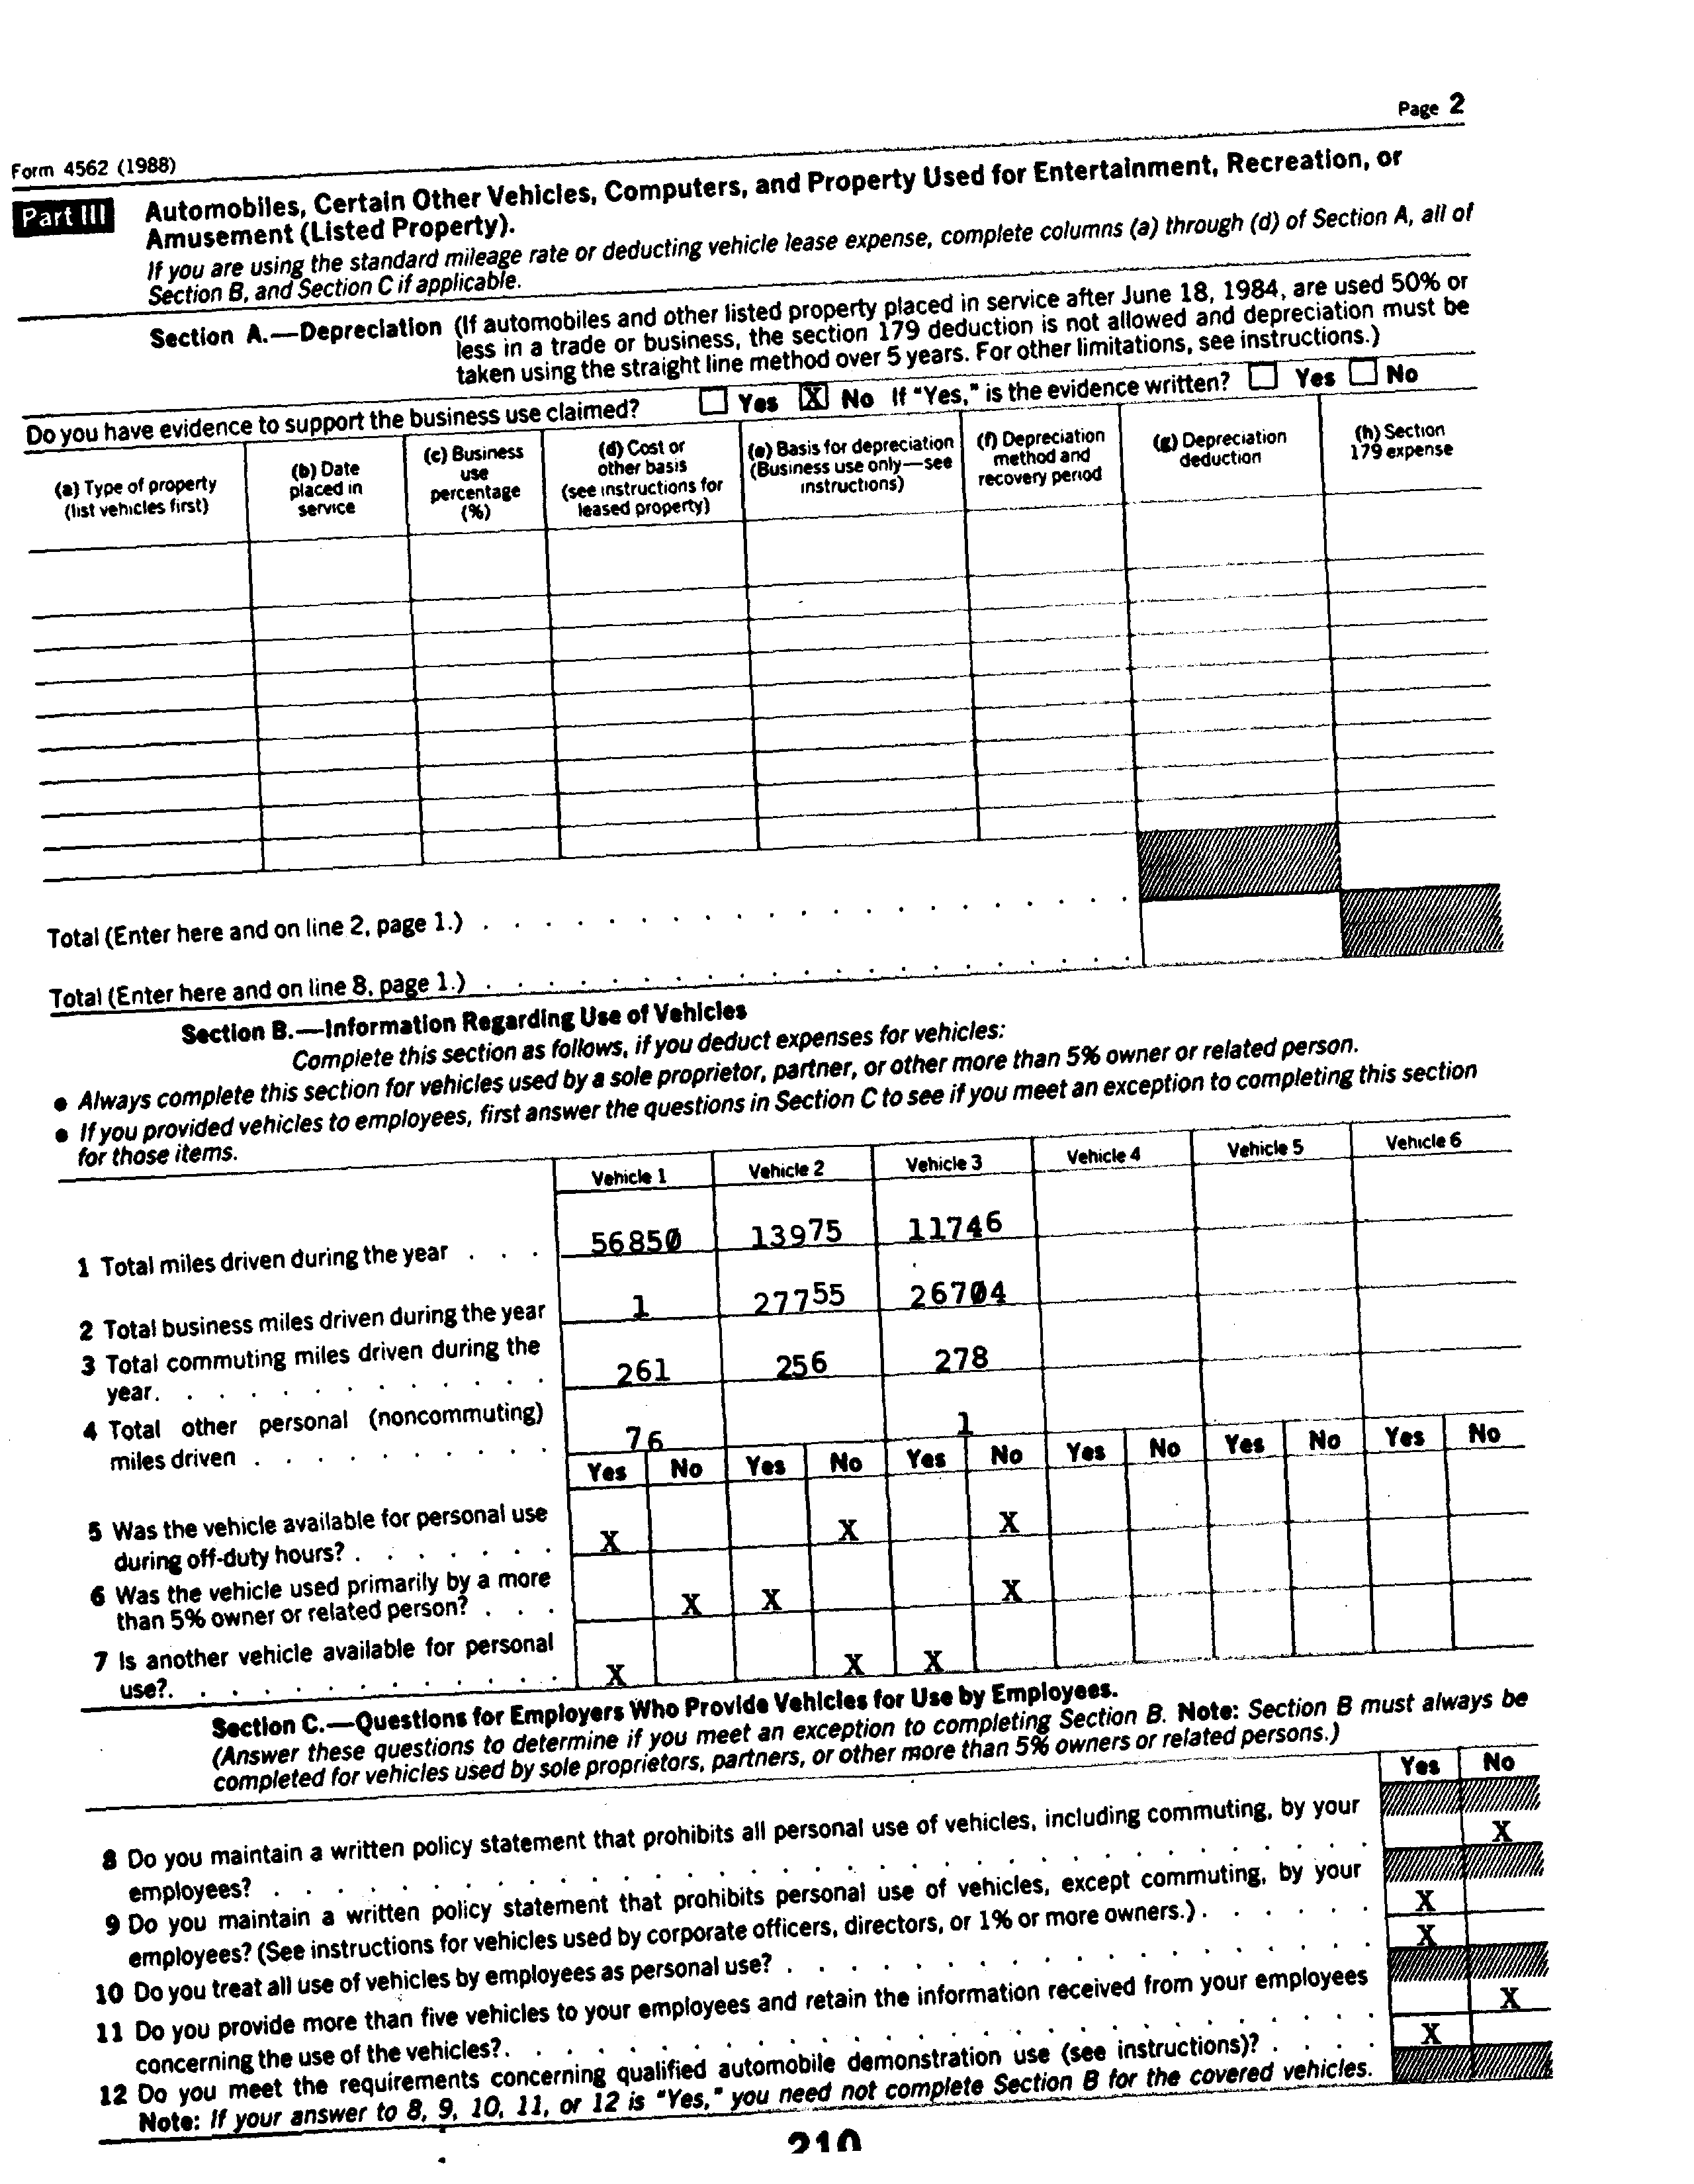 Page 2
Form 4562 (1988)
Part III Automobiles, Certain Other Vehicles, Computers, and Property Used for Entertainment, Recreation, or
Amusement (Listed Property).
If you are using the standard mileage rate or deducting vehicle lease expense, complete columns (a) through (d) of Section A, all of
Section B, and Section C if applicable.
Section A.—Depreciation (If automobiles and other listed property placed in service after June 18, 1984, are used 50% or
less in a trade or business, the section 179 deduction is not allowed and depreciation must be
taken using the straight line method over 5 years. For other limitations, see instructions.)
Do you have evidence to support the business use claimed? Yes X No If "Yes," is the evidence written? Yes No
(a) Type of property
(list vehicles first)
(b) Date
placed in
service
(c) Business
use
percentage
(%)
(d) Cost or
other basis
(see instructions for
leased property)
(e) Basis for depreciation
(Business use only—see
instructions)
(f) Depreciation
method and
recovery period
(g) Depreciation
deduction
(h) Section
179 expense
Total (Enter here and on line 2, page 1.) . . . . . . . . . . . . . . . . . . . . . .
Total (Enter here and on line 8, page 1.) . . . . . . . . . . . . . . . . . . . . . .
Section B.—Information Regarding Use of Vehicles
Complete this section as follows, if you deduct expenses for vehicles:
● Always complete this section for vehicles used by a sole proprietor, partner, or other more than 5% owner or related person.
● If you provided vehicles to employees, first answer the questions in Section C to see if you meet an exception to completing this section
for those items.
Vehicle 1 Vehicle 2 Vehicle 3 Vehicle 4 Vehicle 5 Vehicle 6
1 Total miles driven during the year . . . 56850 13975 11746
2 Total business miles driven during the year 1 27755 26704
3 Total commuting miles driven during the
year. . . . . . . . . . . . . 261 256 278
4 Total other personal (noncommuting)
miles driven . . . . . . . . . . 76 1
Yes No Yes No Yes No Yes No Yes No Yes No
5 Was the vehicle available for personal use
during off-duty hours? . . . . . . . X X X
6 Was the vehicle used primarily by a more
than 5% owner or related person? . . . X X X
7 Is another vehicle available for personal
use?. . . . . . . . . . . . . X X X
Section C.—Questions for Employers Who Provide Vehicles for Use by Employees.
(Answer these questions to determine if you meet an exception to completing Section B. Note: Section B must always be
completed for vehicles used by sole proprietors, partners, or other more than 5% owners or related persons.)
Yes No
8 Do you maintain a written policy statement that prohibits all personal use of vehicles, including commuting, by your
employees? . . . . . . . . . . . . . . . . . . . . . . . . . . . . . . . . . . X
9 Do you maintain a written policy statement that prohibits personal use of vehicles, except commuting, by your
employees? (See instructions for vehicles used by corporate officers, directors, or 1% or more owners.) . . . . . . X
10 Do you treat all use of vehicles by employees as personal use? . . . . . . . . . . . . . . . . . . . X
11 Do you provide more than five vehicles to your employees and retain the information received from your employees
concerning the use of the vehicles?. . . . . . . . . . . . . . . . . . . . . . . . . . . X
12 Do you meet the requirements concerning qualified automobile demonstration use (see instructions)? . . . . X
Note: If your answer to 8, 9, 10, 11, or 12 is "Yes," you need not complete Section B for the covered vehicles.
210